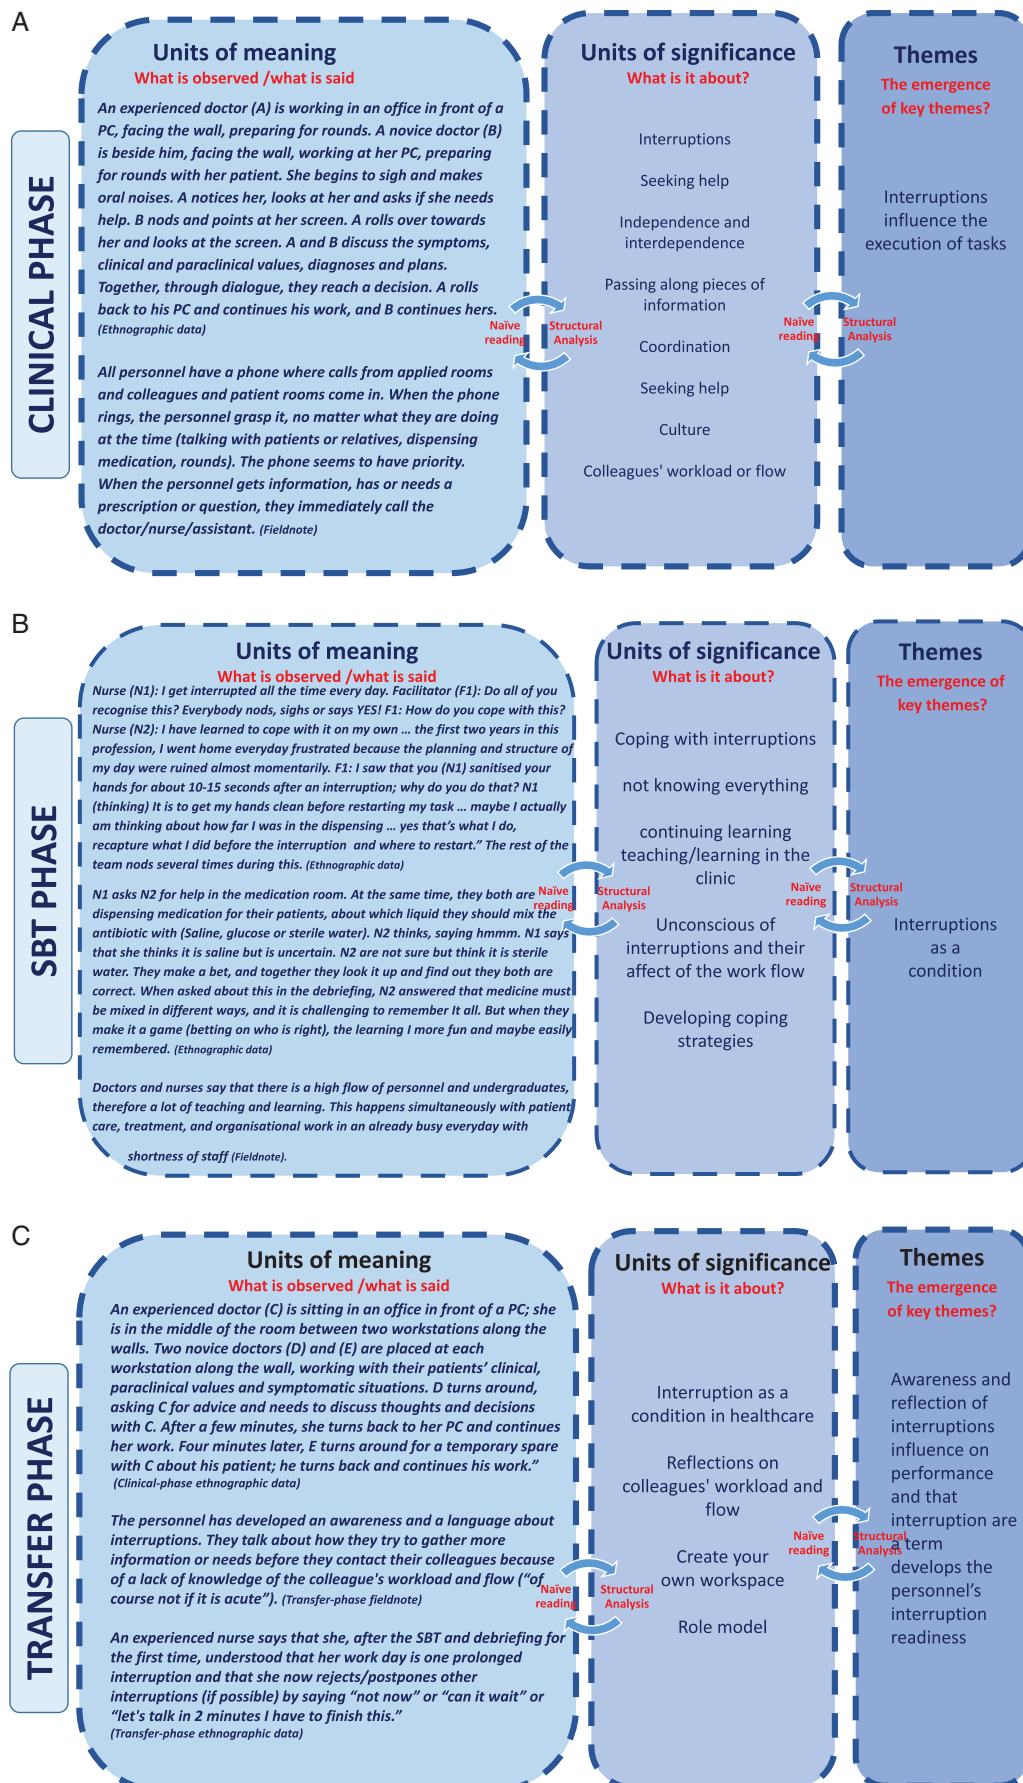 A
CLINICAL PHASE
Units of meaning
What is observed /what is said
An experienced doctor (A) is working in an office in front of a
PC, facing the wall, preparing for rounds. A novice doctor (B)
is beside him, facing the wall, working at her PC, preparing
for rounds with her patient. She begins to sigh and makes
oral noises. A notices her, looks at her and asks if she needs
help. B nods and points at her screen. A rolls over towards
her and looks at the screen. A and B discuss the symptoms,
clinical and paraclinical values, diagnoses and plans.
Together, through dialogue, they reach a decision. A rolls
back to his PC and continues his work, and B continues hers.
(Ethnographic data)
All personnel have a phone where calls from applied rooms
and colleagues and patient rooms come in. When the phone
rings, the personnel grasp it, no matter what they are doing
at the time (talking with patients or relatives, dispensing
medication, rounds). The phone seems to have priority.
When the personnel gets information, has or needs a
prescription or question, they immediately call the
doctor/nurse/assistant. (Fieldnote)
Naïve
reading
Structural
Analysis
Units of significance
What is it about?
Interruptions
Seeking help
Independence and
interdependence
Passing along pieces of
information
Coordination
Seeking help
Culture
Colleagues' workload or flow
Naïve
reading
Structural
Analysis
Themes
The emergence
of key themes?
Interruptions
influence the
execution of tasks
B
SBT PHASE
Units of meaning
What is observed /what is said
Nurse (N1): I get interrupted all the time every day. Facilitator (F1): Do all of you
recognise this? Everybody nods, sighs or says YES! F1: How do you cope with this?
Nurse (N2): I have learned to cope with it on my own … the first two years in this
profession, I went home everyday frustrated because the planning and structure of
my day were ruined almost momentarily. F1: I saw that you (N1) sanitised your
hands for about 10-15 seconds after an interruption; why do you do that? N1
(thinking) It is to get my hands clean before restarting my task … maybe I actually
am thinking about how far I was in the dispensing … yes that’s what I do,
recapture what I did before the interruption and where to restart.” The rest of the
team nods several times during this. (Ethnographic data)
N1 asks N2 for help in the medication room. At the same time, they both are
dispensing medication for their patients, about which liquid they should mix the
antibiotic with (Saline, glucose or sterile water). N2 thinks, saying hmmm. N1 says
that she thinks it is saline but is uncertain. N2 are not sure but think it is sterile
water. They make a bet, and together they look it up and find out they both are
correct. When asked about this in the debriefing, N2 answered that medicine must
be mixed in different ways, and it is challenging to remember It all. But when they
make it a game (betting on who is right), the learning I more fun and maybe easily
remembered. (Ethnographic data)
Doctors and nurses say that there is a high flow of personnel and undergraduates,
therefore a lot of teaching and learning. This happens simultaneously with patient
care, treatment, and organisational work in an already busy everyday with
shortness of staff (Fieldnote).
Naïve
reading
Structural
Analysis
Units of significance
What is it about?
Coping with interruptions
not knowing everything
continuing learning
teaching/learning in the
clinic
Unconscious of
interruptions and their
affect of the work flow
Developing coping
strategies
Naïve
reading
Structural
Analysis
Themes
The emergence of
key themes?
Interruptions
as a
condition
C
TRANSFER PHASE
Units of meaning
What is observed /what is said
An experienced doctor (C) is sitting in an office in front of a PC; she
is in the middle of the room between two workstations along the
walls. Two novice doctors (D) and (E) are placed at each
workstation along the wall, working with their patients’ clinical,
paraclinical values and symptomatic situations. D turns around,
asking C for advice and needs to discuss thoughts and decisions
with C. After a few minutes, she turns back to her PC and continues
her work. Four minutes later, E turns around for a temporary spare
with C about his patient; he turns back and continues his work.”
(Clinical-phase ethnographic data)
The personnel has developed an awareness and a language about
interruptions. They talk about how they try to gather more
information or needs before they contact their colleagues because
of a lack of knowledge of the colleague's workload and flow (“of
course not if it is acute”). (Transfer-phase fieldnote)
An experienced nurse says that she, after the SBT and debriefing for
the first time, understood that her work day is one prolonged
interruption and that she now rejects/postpones other
interruptions (if possible) by saying “not now” or “can it wait” or
“let's talk in 2 minutes I have to finish this.”
(Transfer-phase ethnographic data)
Naïve
reading
Structural
Analysis
Units of significance
What is it about?
Interruption as a
condition in healthcare
Reflections on
colleagues' workload and
flow
Create your
own workspace
Role model
Naïve
reading
Structural
Analysis
Themes
The emergence
of key themes?
Awareness and
reflection of
interruptions
influence on
performance
and that
interruption are
a term
develops the
personnel’s
interruption
readiness